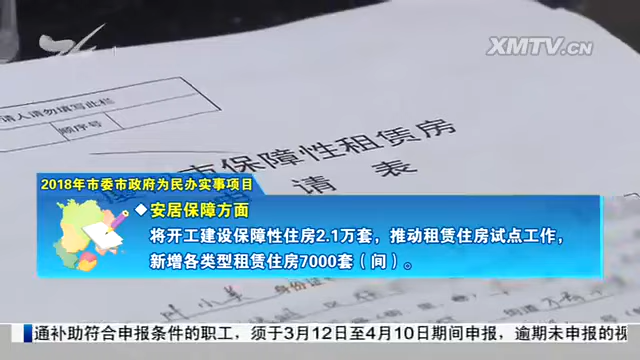 XMTV.CN
请人请勿填写此栏
顺序号
市保障性租赁房
请 表
2018年市委市政府为民办实事项目
◆安居保障方面
将开工建设保障性住房2.1万套，推动租赁住房试点工作，
新增各类型租赁住房7000套（间）。
通补助符合申报条件的职工，须于3月12日至4月10日期间申报，逾期未申报的视